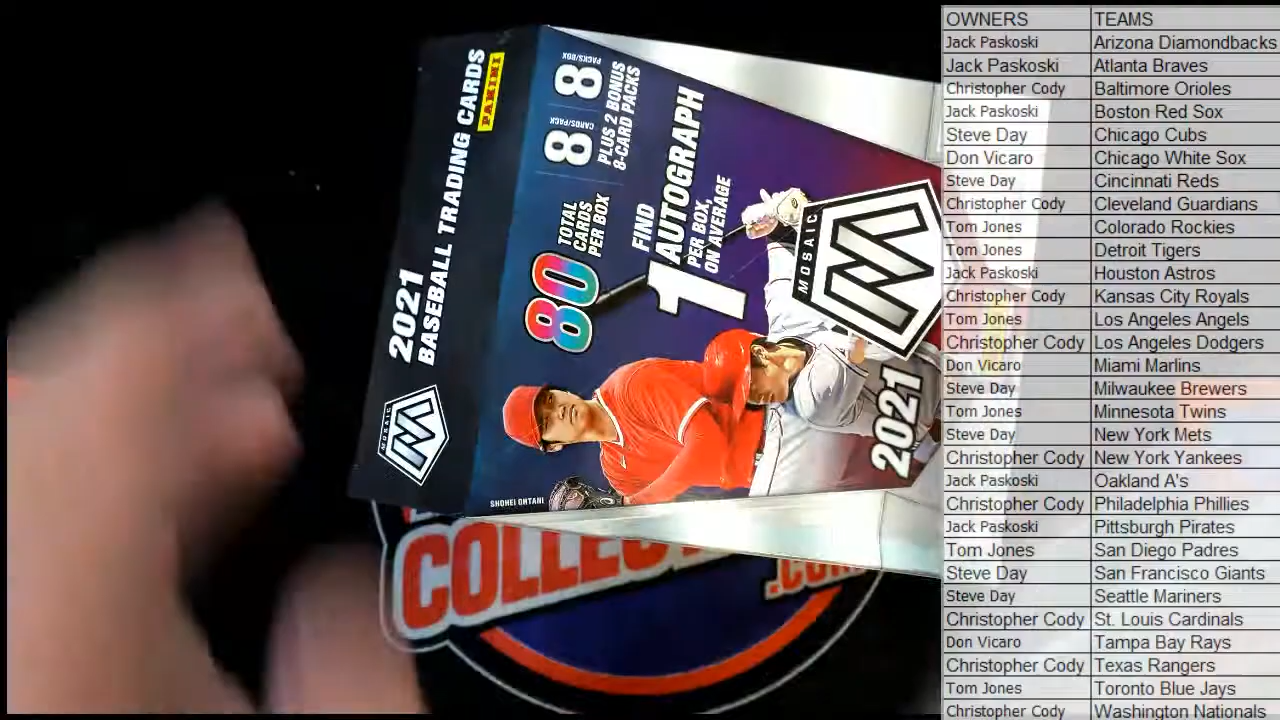 2021
BASEBALL TRADING CARDS
PANINI
MOSAIC
8
PACKS/BOX
8
CARDS/PACK
PLUS 2 BONUS
8-CARD PACKS
80
TOTAL
CARDS
PER BOX
FIND
1
AUTOGRAPH
PER BOX,
ON AVERAGE
MOSAIC
2021
SHOHEI OHTANI
OWNERS TEAMS
Jack Paskoski Arizona Diamondbacks
Jack Paskoski Atlanta Braves
Christopher Cody Baltimore Orioles
Jack Paskoski Boston Red Sox
Steve Day Chicago Cubs
Don Vicaro Chicago White Sox
Steve Day Cincinnati Reds
Christopher Cody Cleveland Guardians
Tom Jones Colorado Rockies
Tom Jones Detroit Tigers
Jack Paskoski Houston Astros
Christopher Cody Kansas City Royals
Tom Jones Los Angeles Angels
Christopher Cody Los Angeles Dodgers
Don Vicaro Miami Marlins
Steve Day Milwaukee Brewers
Tom Jones Minnesota Twins
Steve Day New York Mets
Christopher Cody New York Yankees
Jack Paskoski Oakland A's
Christopher Cody Philadelphia Phillies
Jack Paskoski Pittsburgh Pirates
Tom Jones San Diego Padres
Steve Day San Francisco Giants
Steve Day Seattle Mariners
Christopher Cody St. Louis Cardinals
Don Vicaro Tampa Bay Rays
Christopher Cody Texas Rangers
Tom Jones Toronto Blue Jays
Christopher Cody Washington Nationals